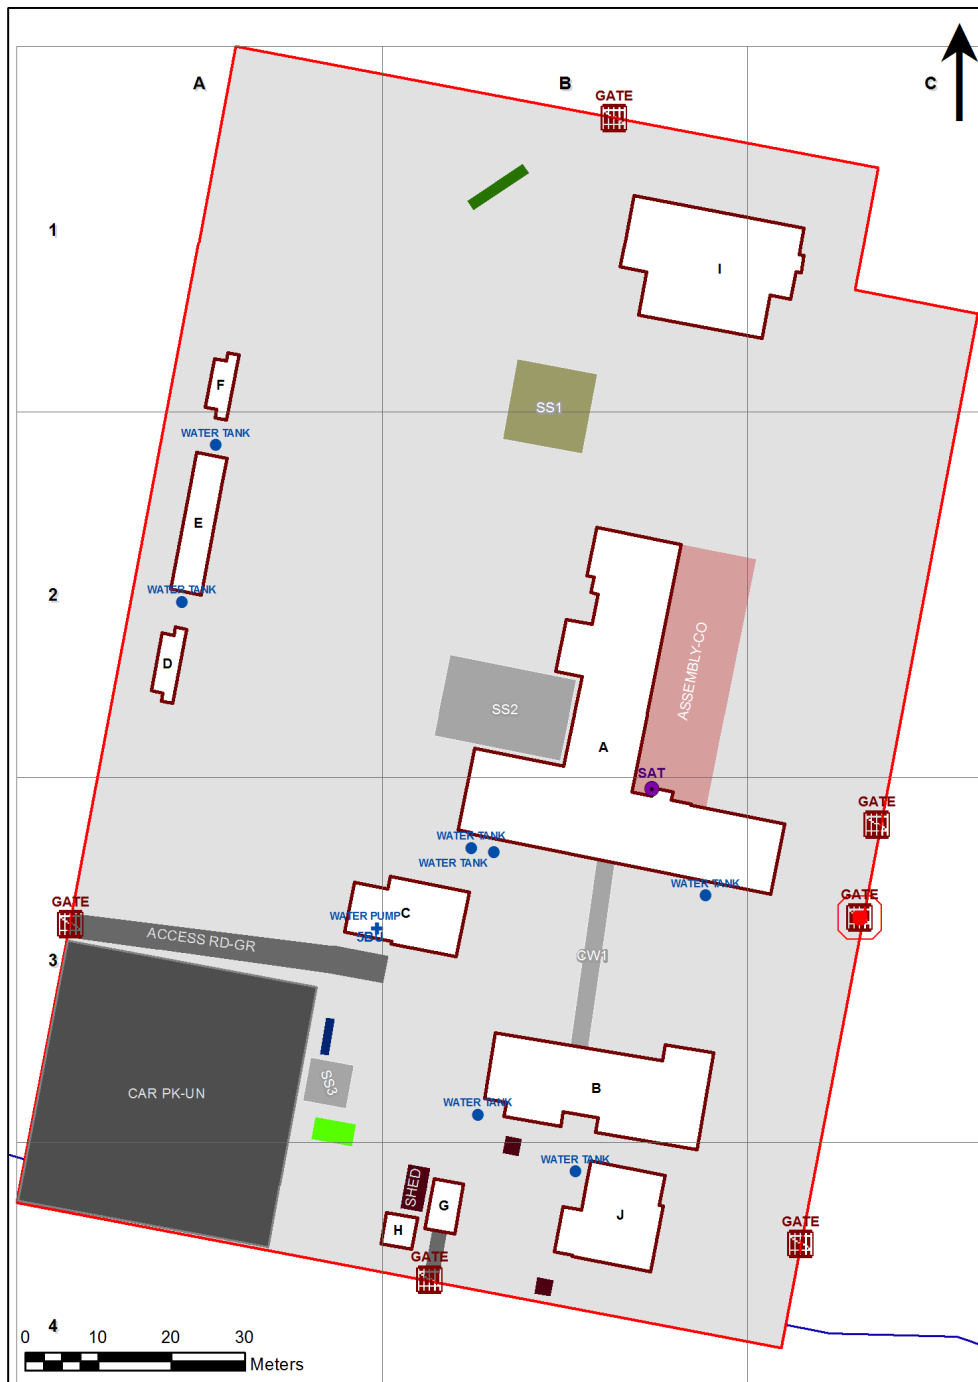 A
B
C
GATE
1
I
F
SS1
WATER TANK
E
WATER TANK
2
D
ASSEMBLY-CO
SS2
A
SAT
GATE
WATER TANK
WATER TANK
WATER TANK
GATE
GATE
C
WATER PUMP
ACCESS RD-GR
3
CW1
SS3
CAR PK-UN
B
WATER TANK
WATER TANK
SHED
G
H
J
GATE
GATE
4
0 10 20 30
Meters